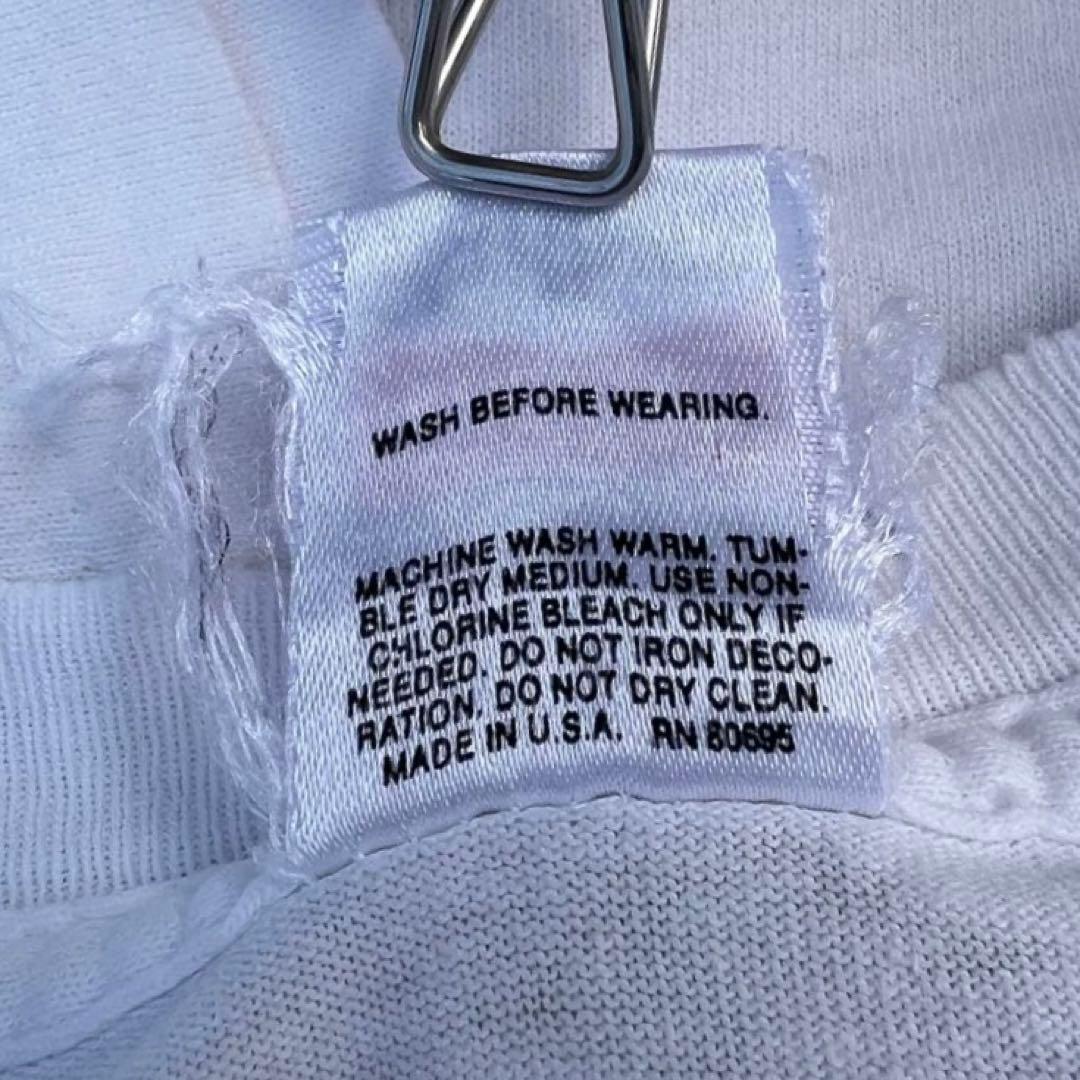 WASH BEFORE WEARING.
MACHINE WASH WARM. TUM-
BLE DRY MEDIUM. USE NON-
CHLORINE BLEACH ONLY IF
NEEDED. DO NOT IRON DECO-
RATION. DO NOT DRY CLEAN.
MADE IN U.S.A. RN 80695